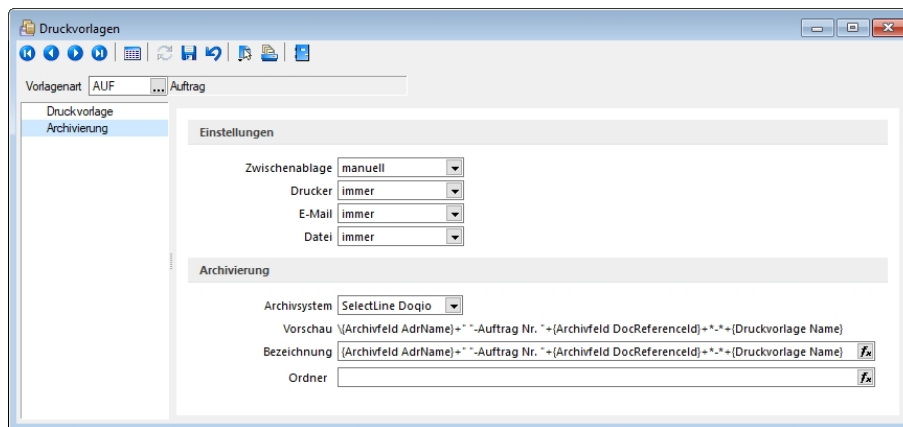 Druckvorlagen
Vorlagenart AUF ... Auftrag
Druckvorlage
Archivierung
Einstellungen
Zwischenablage manuell
Drucker immer
E-Mail immer
Datei immer
Archivierung
Archivsystem SelectLine Doqio
Vorschau \{Archivfeld AdrName}+" "-Auftrag Nr. "+{Archivfeld DocReferenceId}+"-"+{Druckvorlage Name}
Bezeichnung {Archivfeld AdrName}+" "-Auftrag Nr. "+{Archivfeld DocReferenceId}+"-"+{Druckvorlage Name} fx
Ordner fx